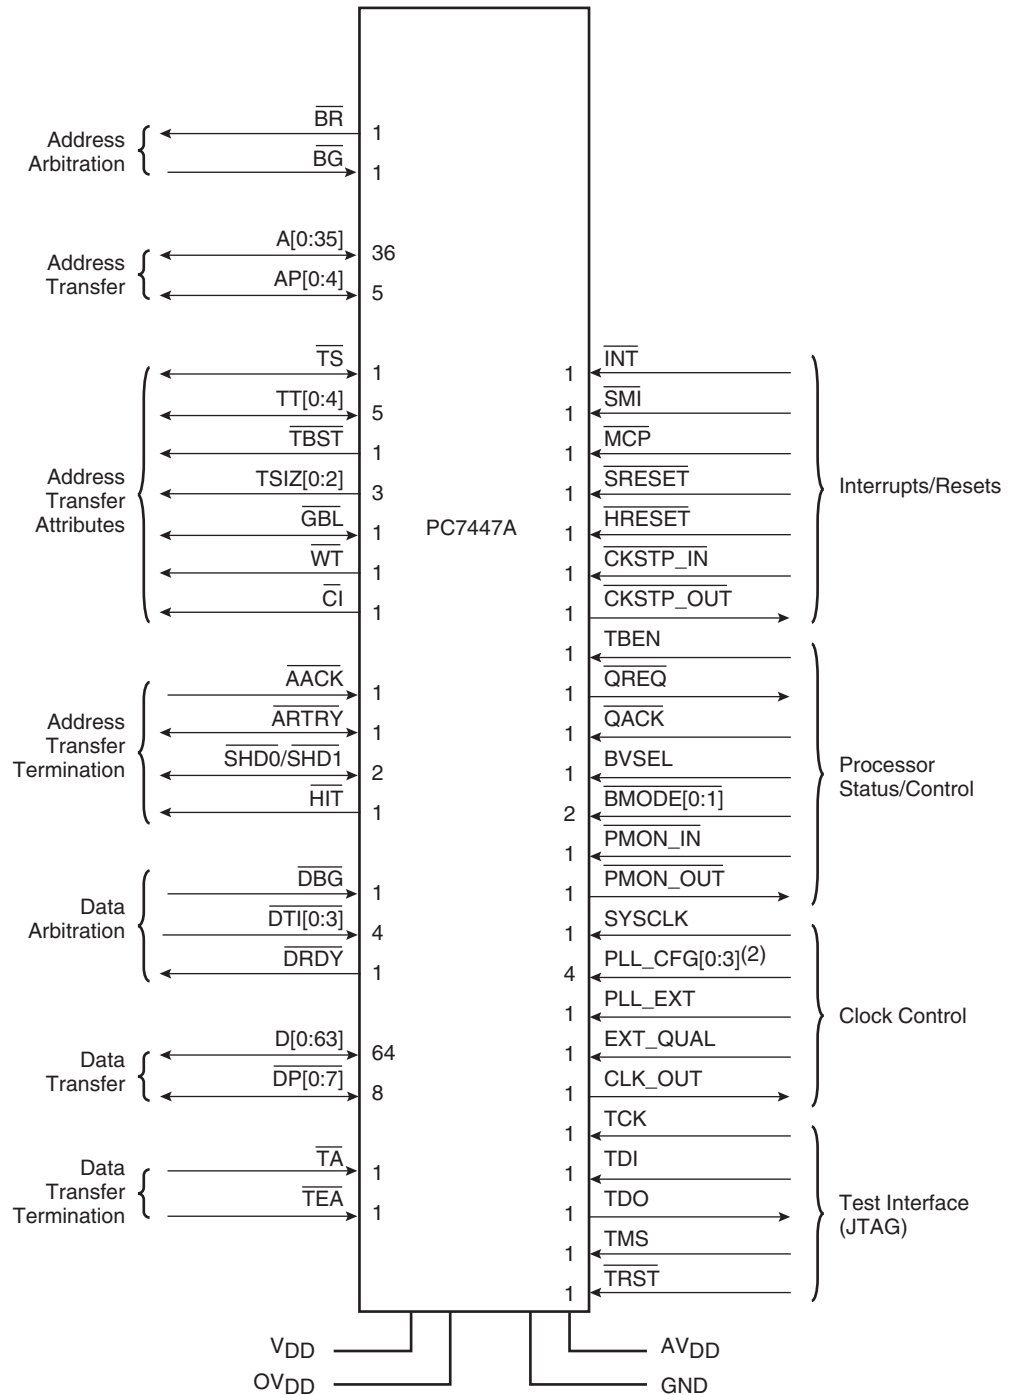 BR
1
Address
Arbitration
BG
1
A[0:35]
36
Address
Transfer
AP[0:4]
5
TS
1
TT[0:4]
5
TBST
1
Address
Transfer
Attributes
TSIZ[0:2]
3
GBL
1
WT
1
CI
1
AACK
1
Address
Transfer
Termination
ARTRY
1
SHD0/SHD1
2
HIT
1
DBG
1
Data
Arbitration
DTI[0:3]
4
DRDY
1
D[0:63]
64
Data
Transfer
DP[0:7]
8
TA
1
Data
Transfer
Termination
TEA
1
PC7447A
1
INT
1
SMI
1
MCP
1
SRESET
Interrupts/Resets
1
HRESET
1
CKSTP_IN
1
CKSTP_OUT
1
TBEN
1
QREQ
1
QACK
1
BVSEL
Processor
Status/Control
2
BMODE[0:1]
1
PMON_IN
1
PMON_OUT
1
SYSCLK
4
PLL_CFG[0:3](2)
1
PLL_EXT
Clock Control
1
EXT_QUAL
1
CLK_OUT
1
TCK
1
TDI
1
TDO
Test Interface
(JTAG)
1
TMS
1
TRST
VDD
OVDD
AVDD
GND